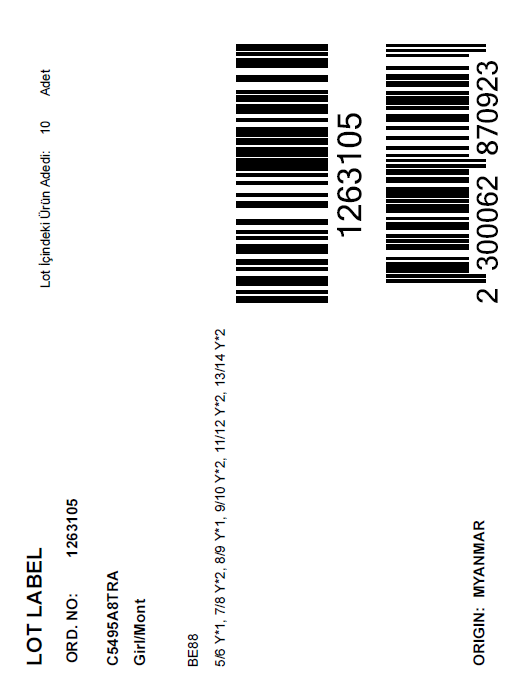 LOT LABEL
Lot İçindeki Ürün Adedi: 10 Adet
ORD. NO: 1263105
C5495A8TRA
Girl/Mont
BE88
5/6 Y*1, 7/8 Y*2, 8/9 Y*1, 9/10 Y*2, 11/12 Y*2, 13/14 Y*2
1263105
ORIGIN: MYANMAR
2 300062 870923